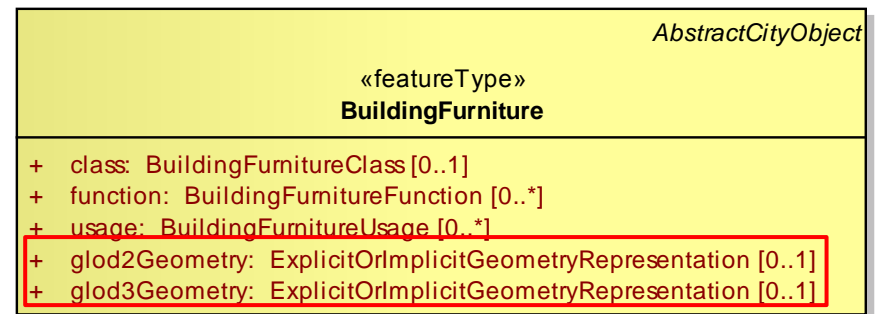 AbstractCityObject
«featureType»
BuildingFurniture
+ class: BuildingFurnitureClass [0..1]
+ function: BuildingFurnitureFunction [0..*]
+ usage: BuildingFurnitureUsage [0..*]
+ glod2Geometry: ExplicitOrImplicitGeometryRepresentation [0..1]
+ glod3Geometry: ExplicitOrImplicitGeometryRepresentation [0..1]